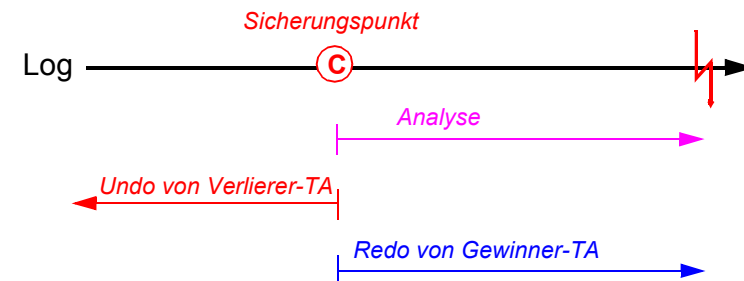 Sicherungspunkt
Log
C
Analyse
Undo von Verlierer-TA
Redo von Gewinner-TA